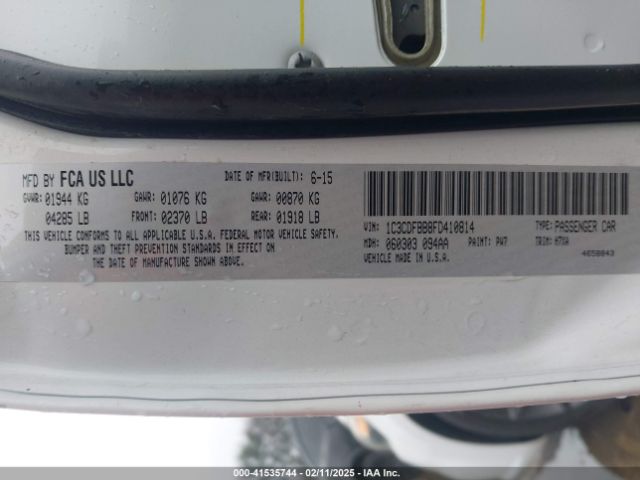 MFD BY FCA US LLC DATE OF MFR(BUILT): 6-15
GVWR: 01944 KG GAWR: 01076 KG GAWR: 00870 KG
04285 LB FRONT: 02370 LB REAR: 01918 LB
THIS VEHICLE CONFORMS TO ALL APPLICABLE U.S.A. FEDERAL MOTOR VEHICLE SAFETY,
BUMPER AND THEFT PREVENTION STANDARDS IN EFFECT ON
THE DATE OF MANUFACTURE SHOWN ABOVE.
VIN: 1C3CDFBB8FD410814 TYPE: PASSENGER CAR
MDH: 060303 094AA PAINT: PW7 TRIM: H7XA
VEHICLE MADE IN U.S.A. 4658843
000-41535744 - 02/11/2025 - IAA Inc.